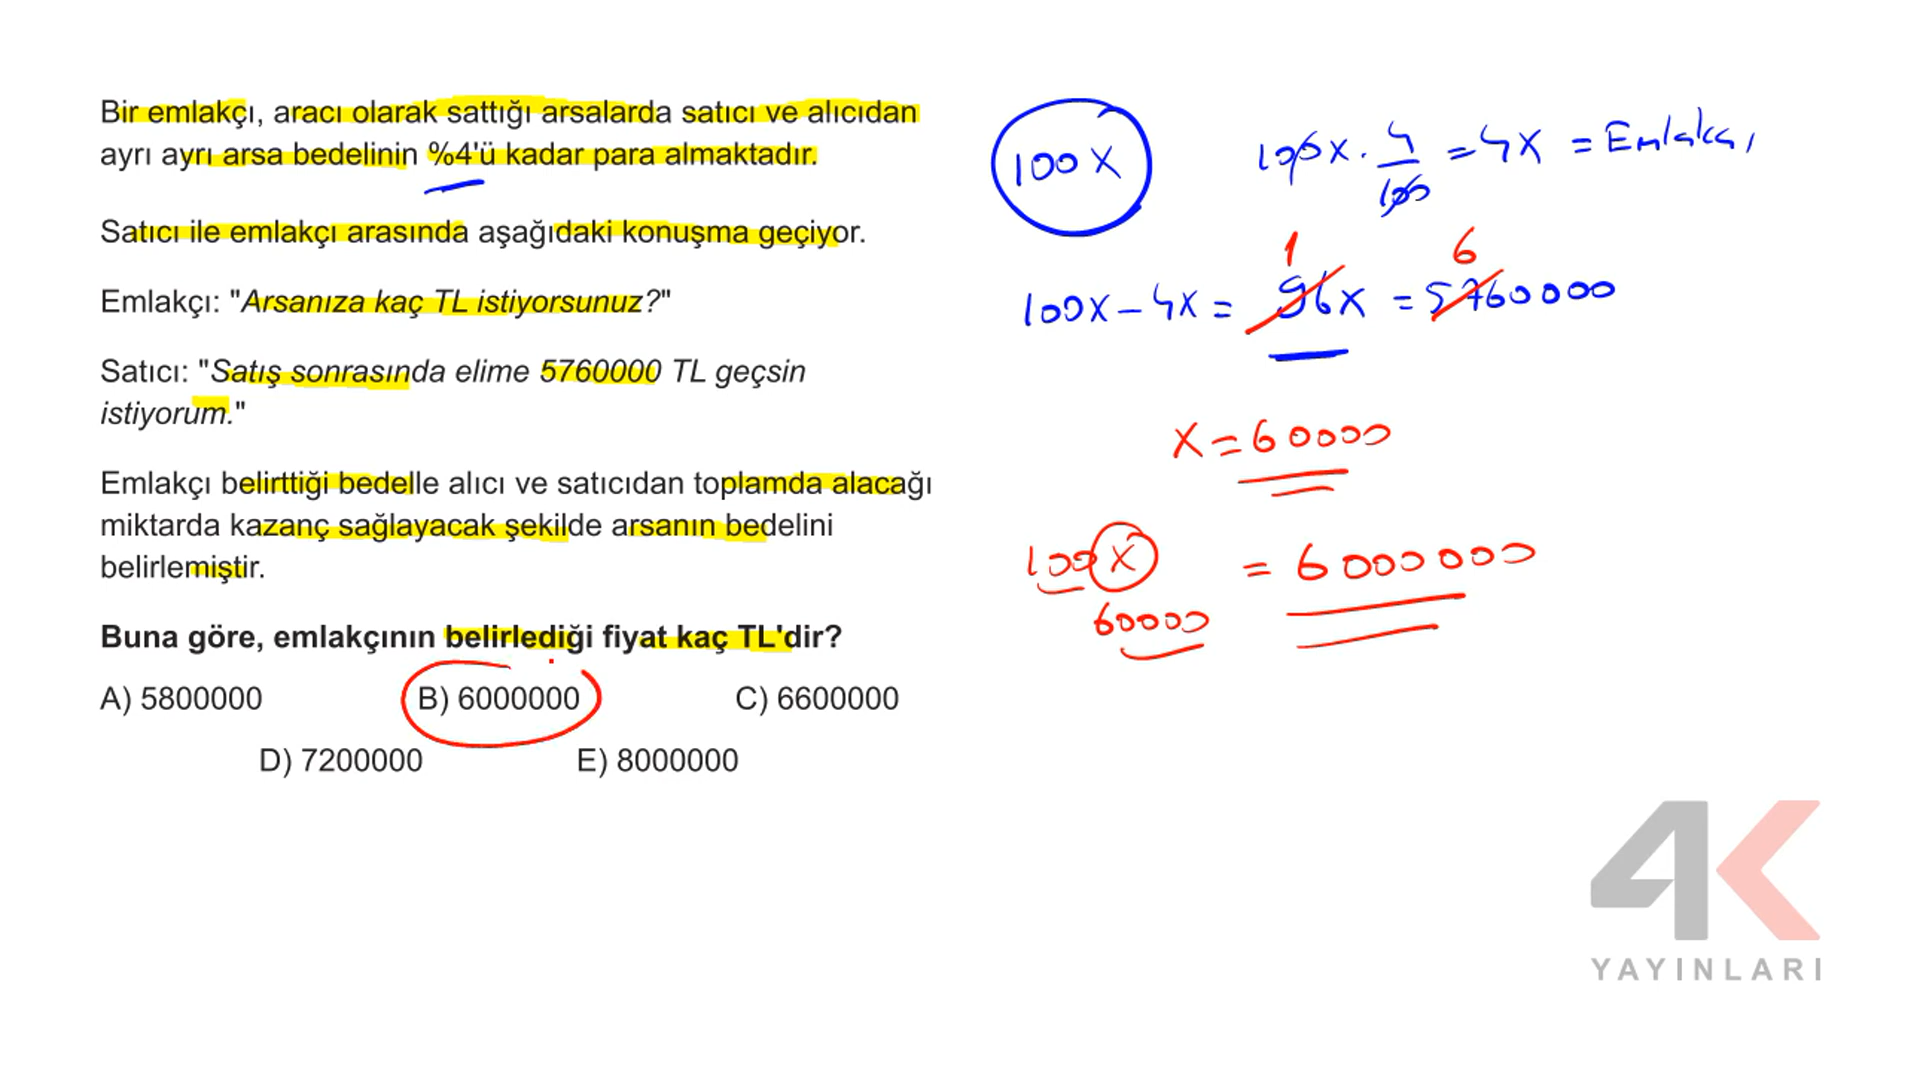 Bir emlakçı, aracı olarak sattığı arsalarda satıcı ve alıcıdan
ayrı ayrı arsa bedelinin %4'ü kadar para almaktadır.
Satıcı ile emlakçı arasında aşağıdaki konuşma geçiyor.
Emlakçı: "Arsanıza kaç TL istiyorsunuz?"
Satıcı: "Satış sonrasında elime 5760000 TL geçsin
istiyorum."
Emlakçı belirttiği bedelle alıcı ve satıcıdan toplamda alacağı
miktarda kazanç sağlayacak şekilde arsanın bedelini
belirlemiştir.
Buna göre, emlakçının belirlediği fiyat kaç TL'dir?
A) 5800000 B) 6000000 C) 6600000
D) 7200000 E) 8000000
100X
100X . 4/100 = 4X = Emlakçı
1 6
100X - 4X = 96X = 5760000
X = 60000
100X = 6000000
60000
4K
YAYINLARI